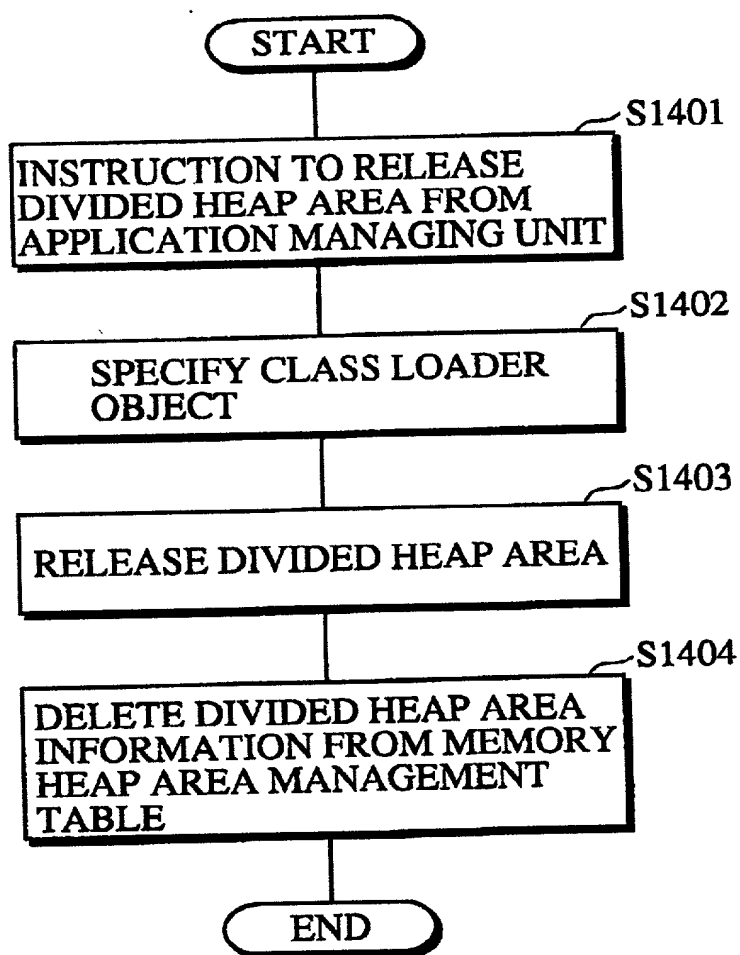 START
S1401
INSTRUCTION TO RELEASE
DIVIDED HEAP AREA FROM
APPLICATION MANAGING UNIT
S1402
SPECIFY CLASS LOADER
OBJECT
S1403
RELEASE DIVIDED HEAP AREA
S1404
DELETE DIVIDED HEAP AREA
INFORMATION FROM MEMORY
HEAP AREA MANAGEMENT
TABLE
END